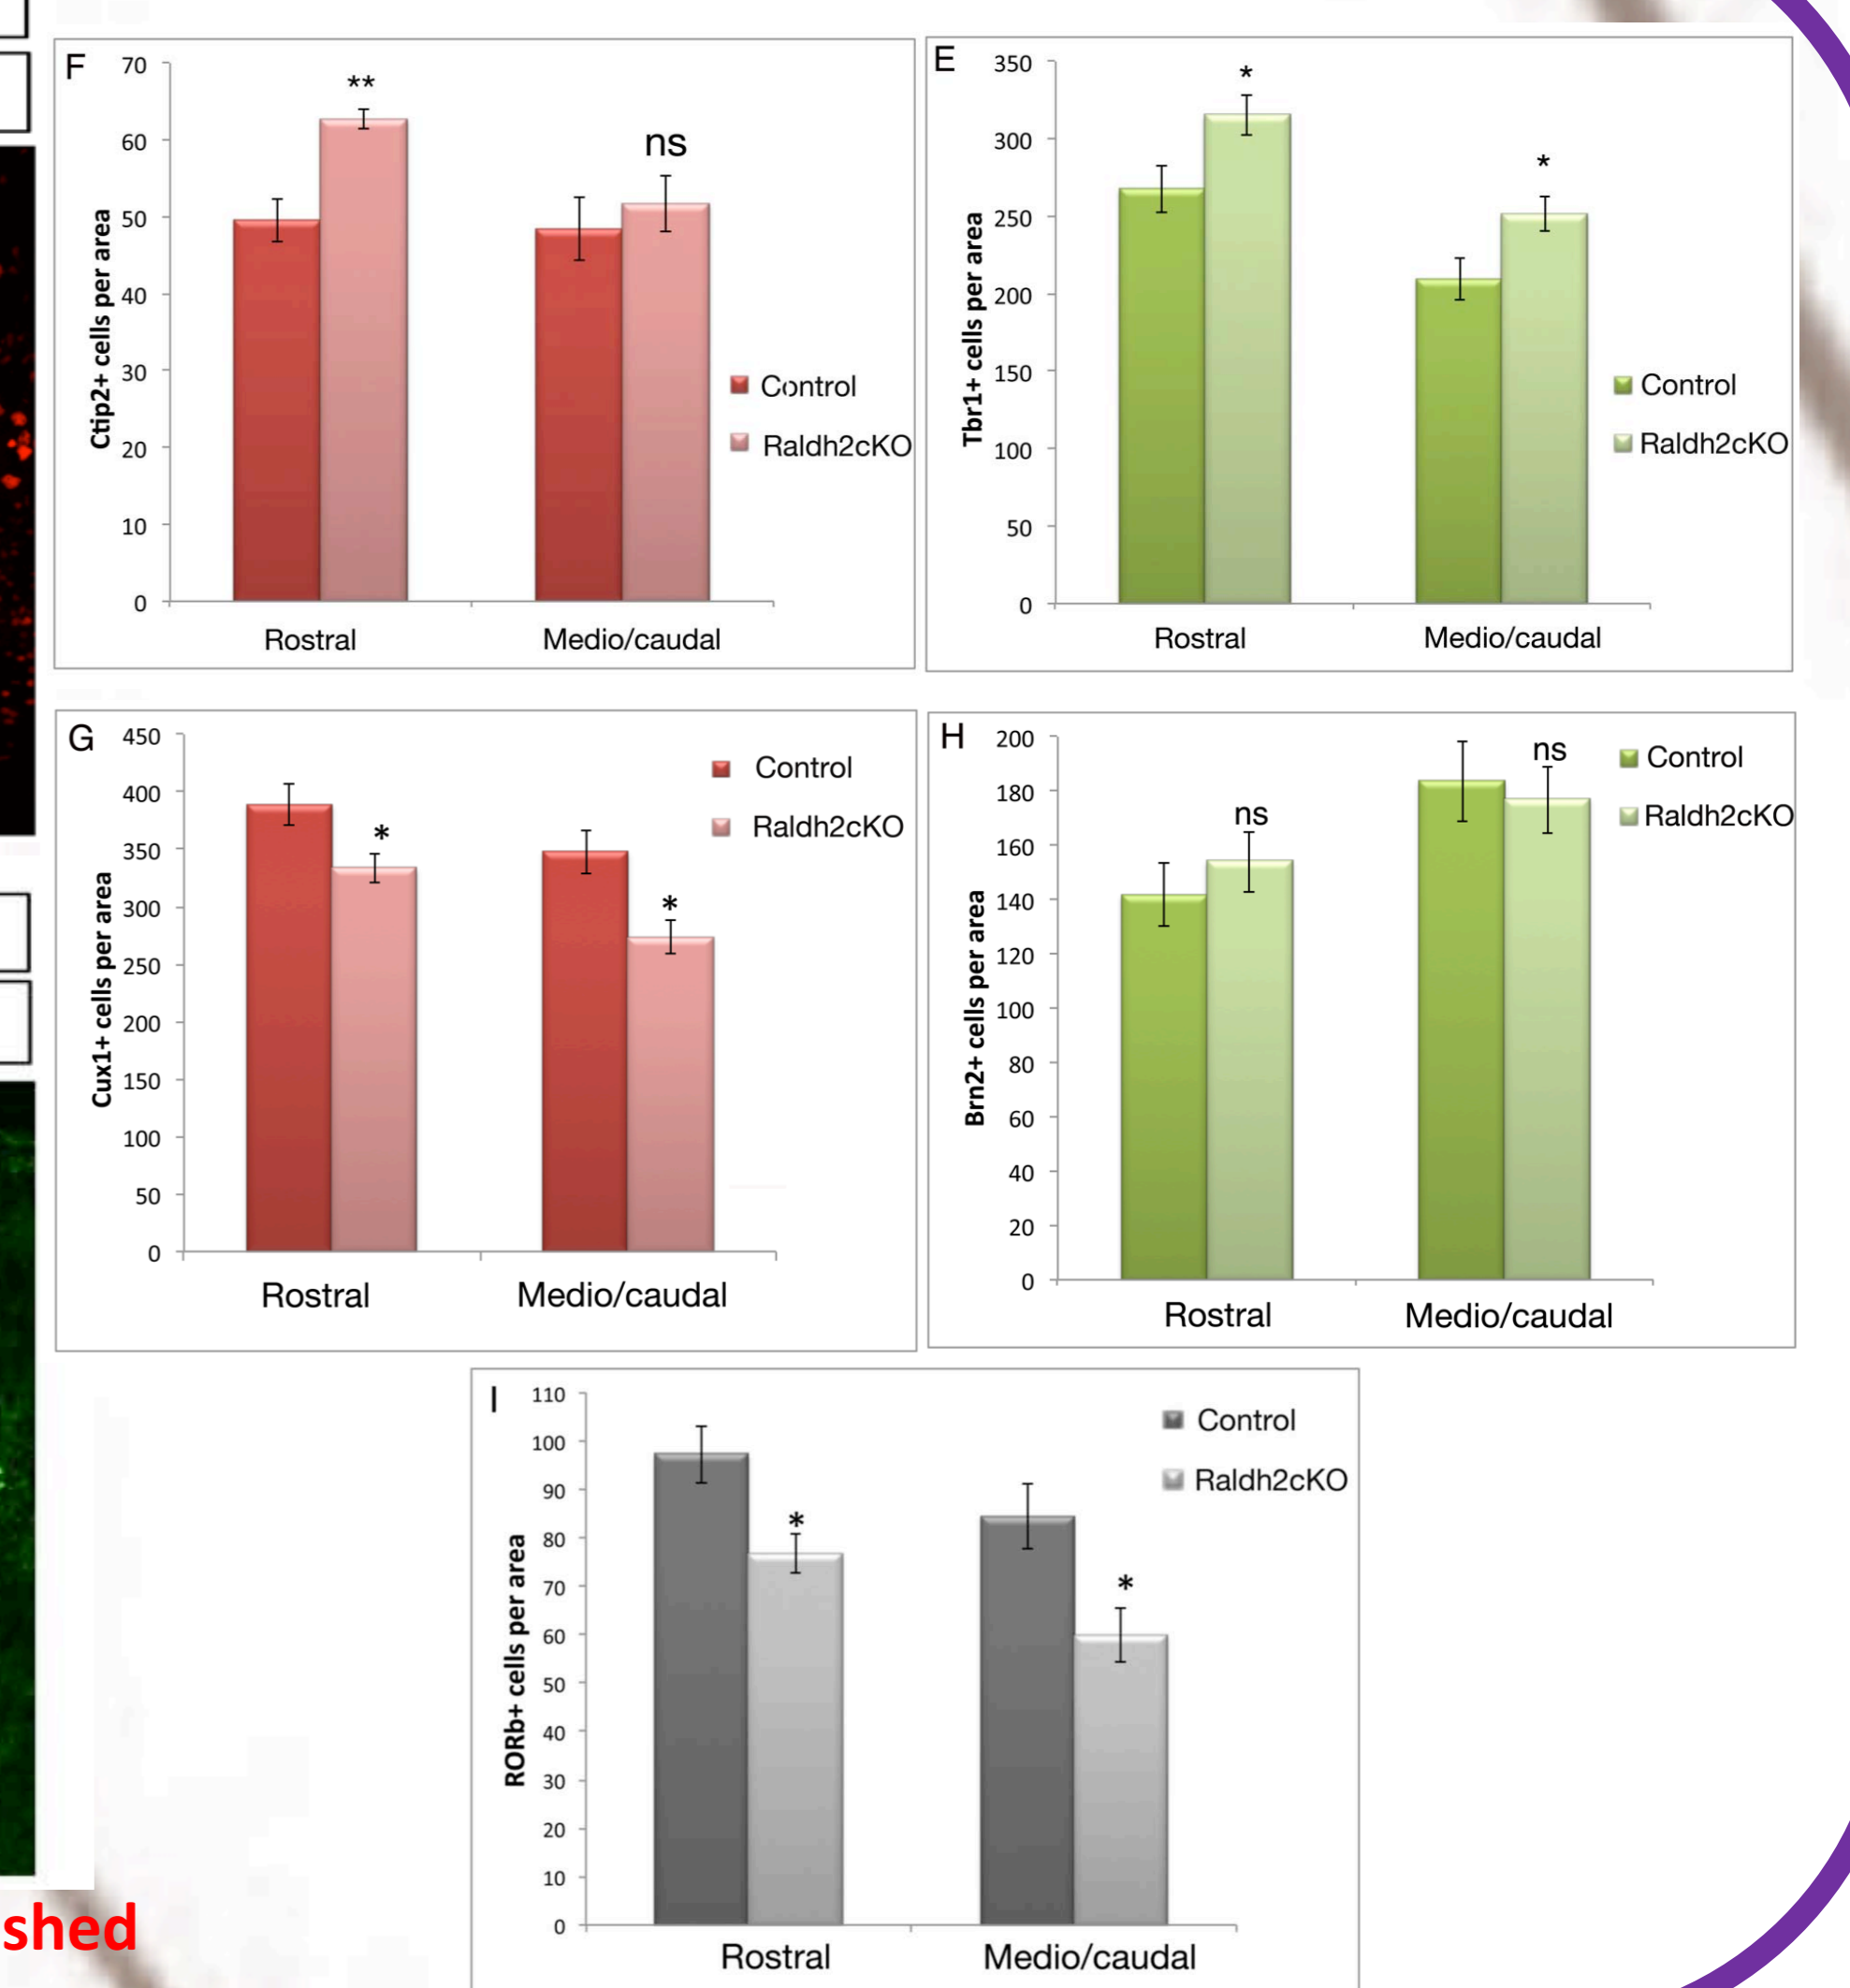 F
70
60
50
40
30
20
10
0
Ctip2+ cells per area
**
ns
Control
Raldh2cKO
Rostral
Medio/caudal
E
350
300
250
200
150
100
50
0
Tbr1+ cells per area
*
*
Control
Raldh2cKO
Rostral
Medio/caudal
G
450
400
350
300
250
200
150
100
50
0
Cux1+ cells per area
*
*
Control
Raldh2cKO
Rostral
Medio/caudal
H
200
180
160
140
120
100
80
60
40
20
0
Brn2+ cells per area
ns
ns
Control
Raldh2cKO
Rostral
Medio/caudal
I
110
100
90
80
70
60
50
40
30
20
10
0
RORb+ cells per area
*
*
Control
Raldh2cKO
Rostral
Medio/caudal
shed